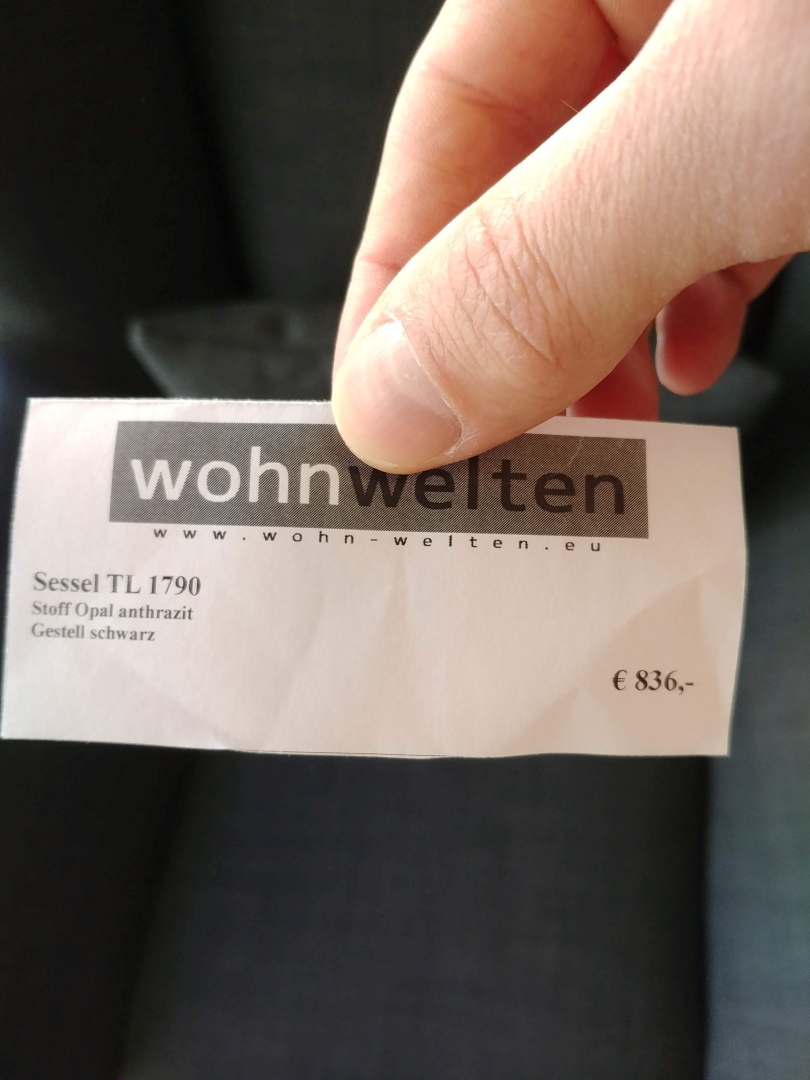 wohnwelten
www.wohn-welten.eu
Sessel TL 1790
Stoff Opal anthrazit
Gestell schwarz
€ 836,-